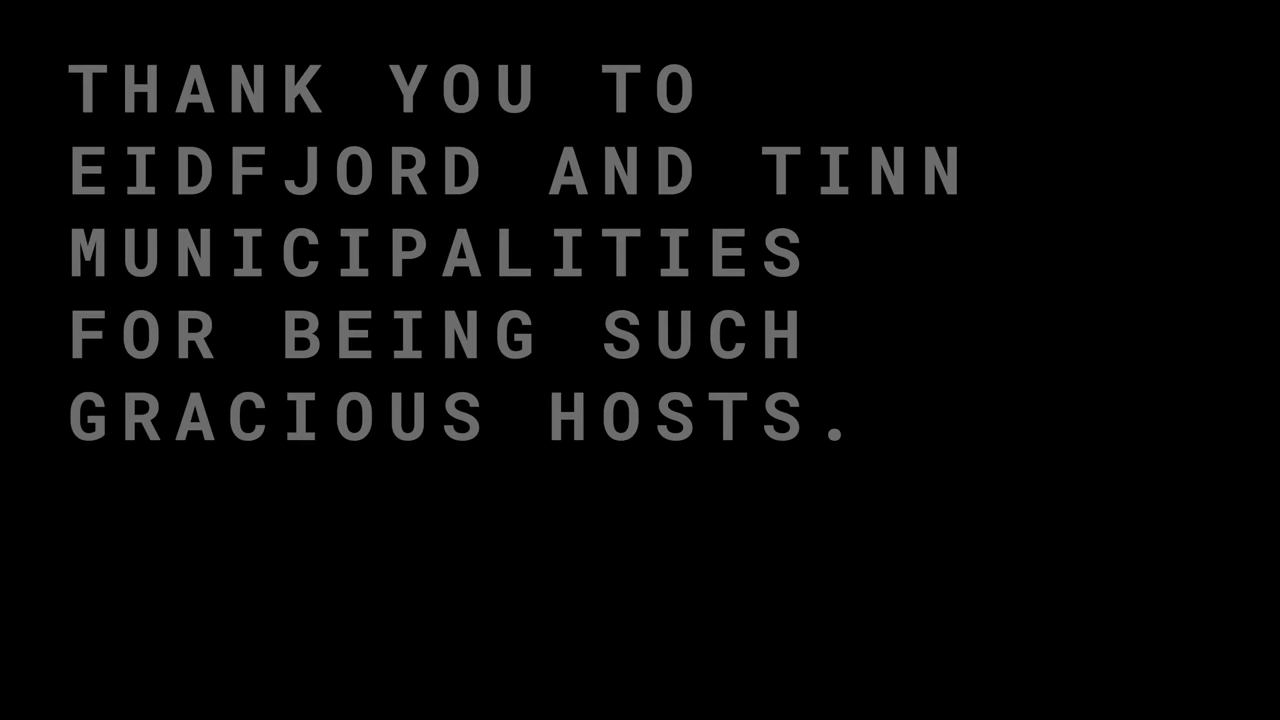 THANK YOU TO
EIDFJORD AND TINN
MUNICIPALITIES
FOR BEING SUCH
GRACIOUS HOSTS.